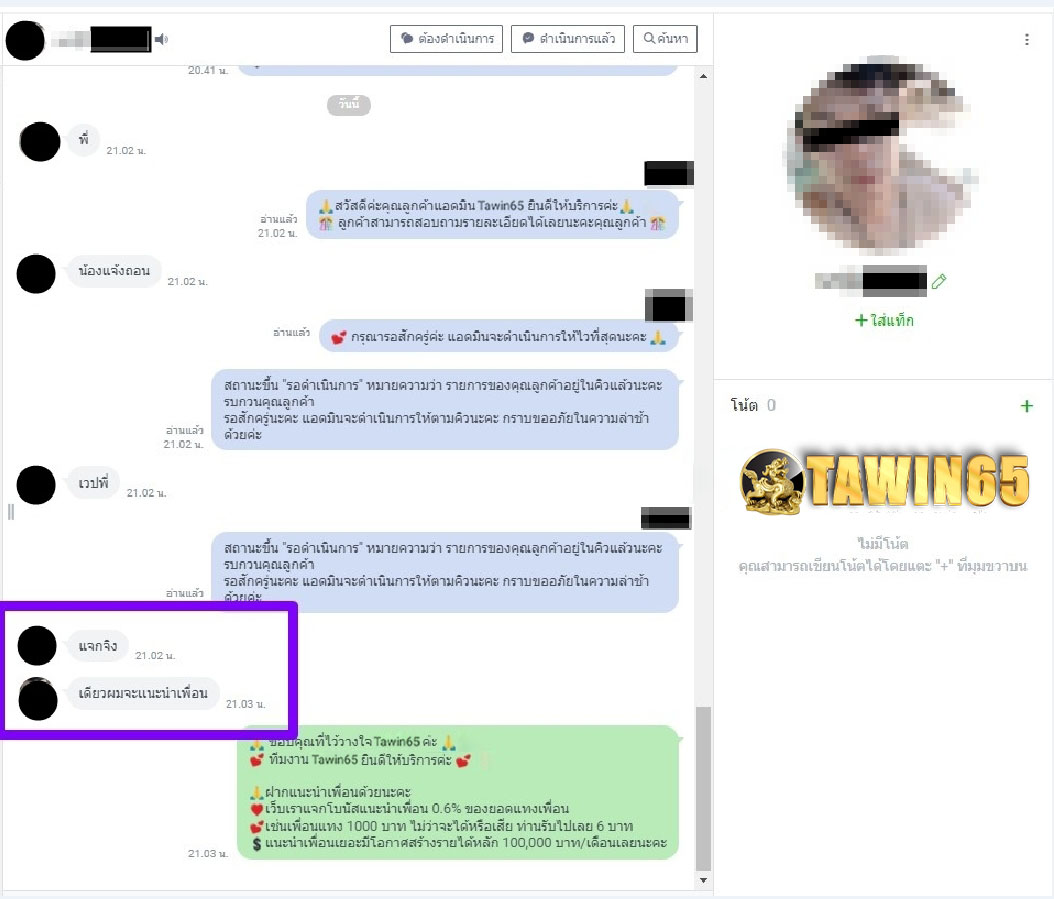 ต้องดำเนินการ
ดำเนินการแล้ว
ค้นหา
20.41 น.
วันนี้
พี่
21.02 น.
🙏สวัสดีค่ะคุณลูกค้าแอดมิน Tawin65 ยินดีให้บริการค่ะ🙏
🎊 ลูกค้าสามารถสอบถามรายละเอียดได้เลยนะคะคุณลูกค้า 🎊
อ่านแล้ว
21.02 น.
น้องแจ้งถอน
21.02 น.
💕 กรุณารอสักครู่ค่ะ แอดมินจะดำเนินการให้ไวที่สุดนะคะ 🙏
อ่านแล้ว
สถานะขึ้น "รอดำเนินการ" หมายความว่า รายการของคุณลูกค้าอยู่ในคิวแล้วนะคะ
รบกวนคุณลูกค้า
รอสักครู่นะคะ แอดมินจะดำเนินการให้ตามคิวนะคะ กราบขออภัยในความล่าช้า
ด้วยค่ะ
อ่านแล้ว
21.02 น.
เวปพี่
21.02 น.
สถานะขึ้น "รอดำเนินการ" หมายความว่า รายการของคุณลูกค้าอยู่ในคิวแล้วนะคะ
รบกวนคุณลูกค้า
รอสักครู่นะคะ แอดมินจะดำเนินการให้ตามคิวนะคะ กราบขออภัยในความล่าช้า
ด้วยค่ะ
อ่านแล้ว
แจกจิง
21.02 น.
เดียวผมจะแนะนำเพื่อน
21.03 น.
🙏 ขอบคุณที่ไว้วางใจ Tawin65 ค่ะ 🙏
💕 ทีมงาน Tawin65 ยินดีให้บริการค่ะ 💕
🙏ฝากแนะนำเพื่อนด้วยนะคะ
❤️เว็บเราแจกโบนัสแนะนำเพื่อน 0.6% ของยอดแทงเพื่อน
💕เช่นเพื่อนแทง 1000 บาท ไม่ว่าจะได้หรือเสีย ท่านรับไปเลย 6 บาท
💲แนะนำเพื่อนเยอะมีโอกาสสร้างรายได้หลัก 100,000 บาท/เดือนเลยนะคะ
21.03 น.
+ ใส่แท็ก
โน้ต 0
+
TAWIN65
ไม่มีโน้ต
คุณสามารถเขียนโน้ตได้โดยแตะ "+" ที่มุมขวาบน